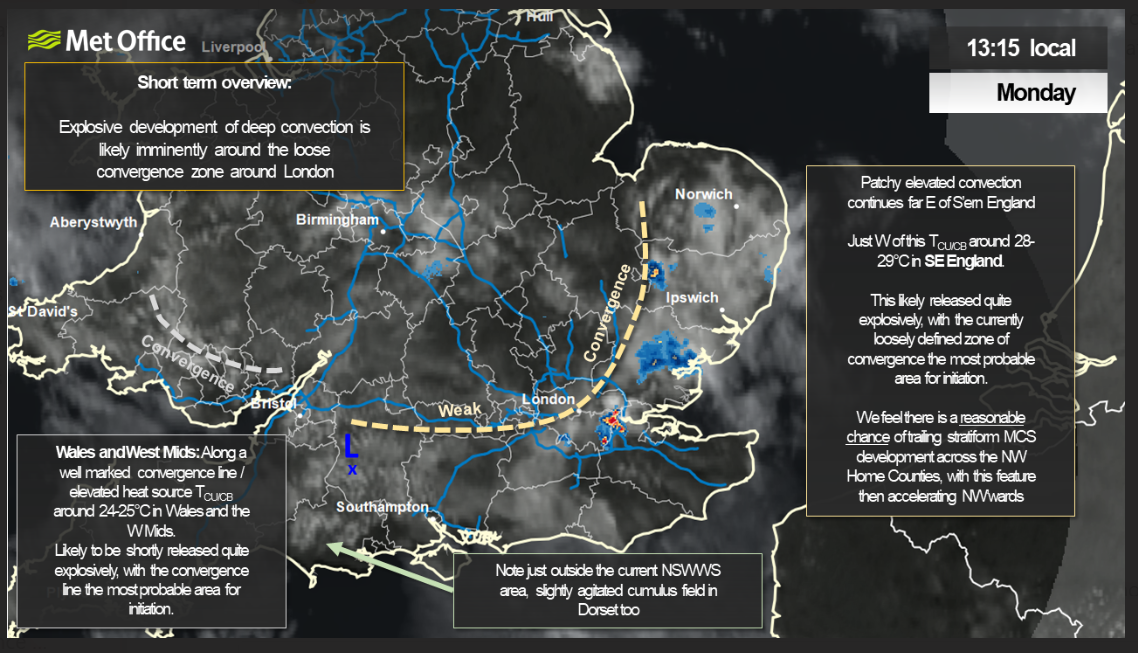 Met Office
Liverpool
Hull
13:15 local
Monday
Short term overview:
Explosive development of deep convection is
likely imminently around the loose
convergence zone around London
Patchy elevated convection
continues far E of S'ern England
Just W of this TCU/CB around 28-
29°C in SE England.
This likely released quite
explosively, with the currently
loosely defined zone of
convergence the most probable
area for initiation.
We feel there is a reasonable
chance of trailing stratiform MCS
development across the NW
Home Counties, with this feature
then accelerating NWwards
Norwich
Aberystwyth
Birmingham
Ipswich
St David's
Convergence
Convergence
Bristol
Weak
London
L
x
Southampton
Wales and West Mids: Along a
well marked convergence line /
elevated heat source TCU/CB
around 24-25°C in Wales and the
W Mids.
Likely to be shortly released quite
explosively, with the convergence
line the most probable area for
initiation.
Note just outside the current NSWWS
area, slightly agitated cumulus field in
Dorset too